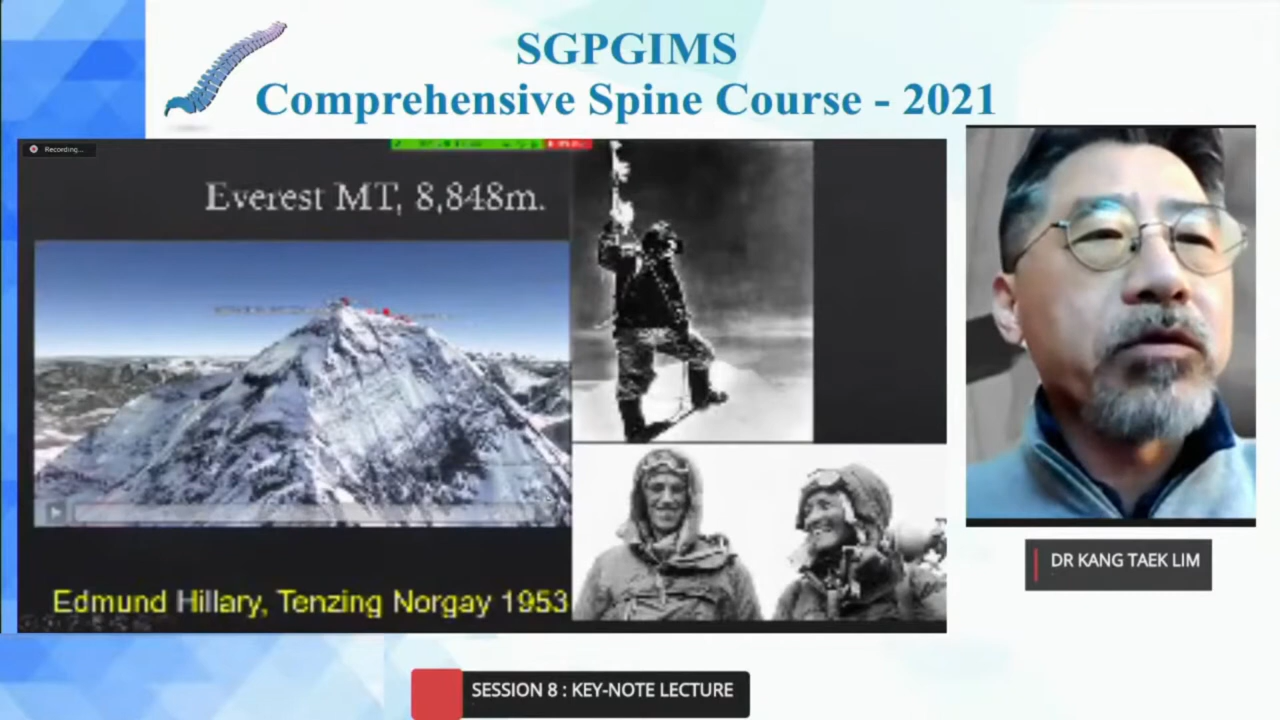 SGPGIMS
Comprehensive Spine Course - 2021
Recording...
Everest MT, 8,848m.
Edmund Hillary, Tenzing Norgay 1953
DR KANG TAEK LIM
SESSION 8 : KEY-NOTE LECTURE